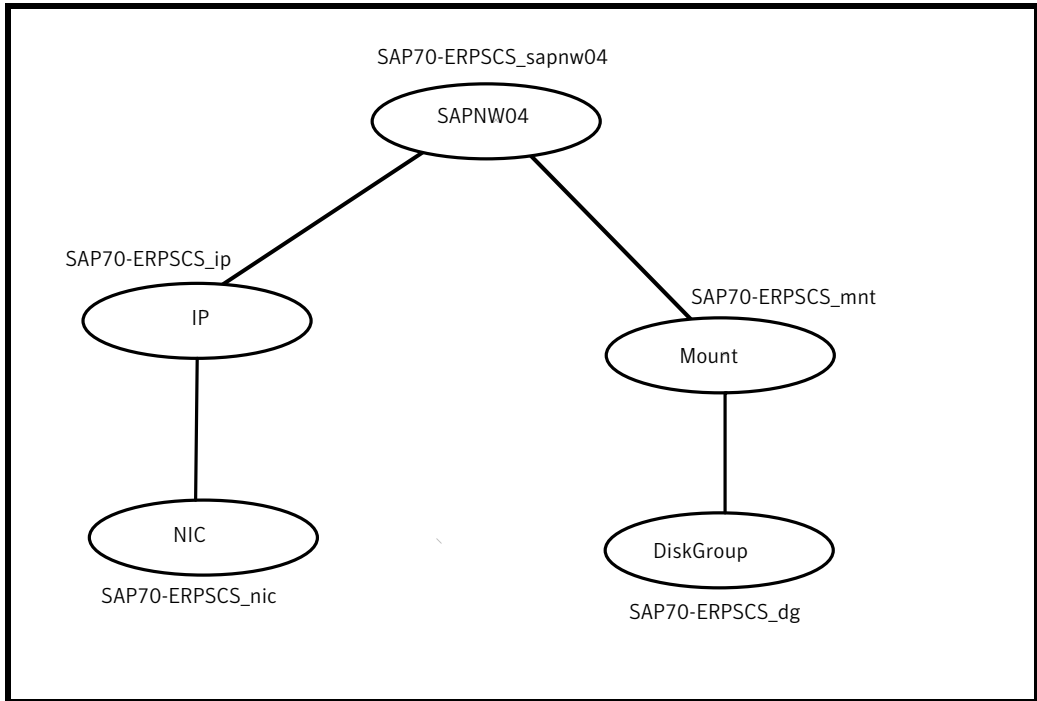 SAP70-ERPSCS_sapnw04
SAPNW04
SAP70-ERPSCS_ip
IP
SAP70-ERPSCS_mnt
Mount
NIC
SAP70-ERPSCS_nic
DiskGroup
SAP70-ERPSCS_dg